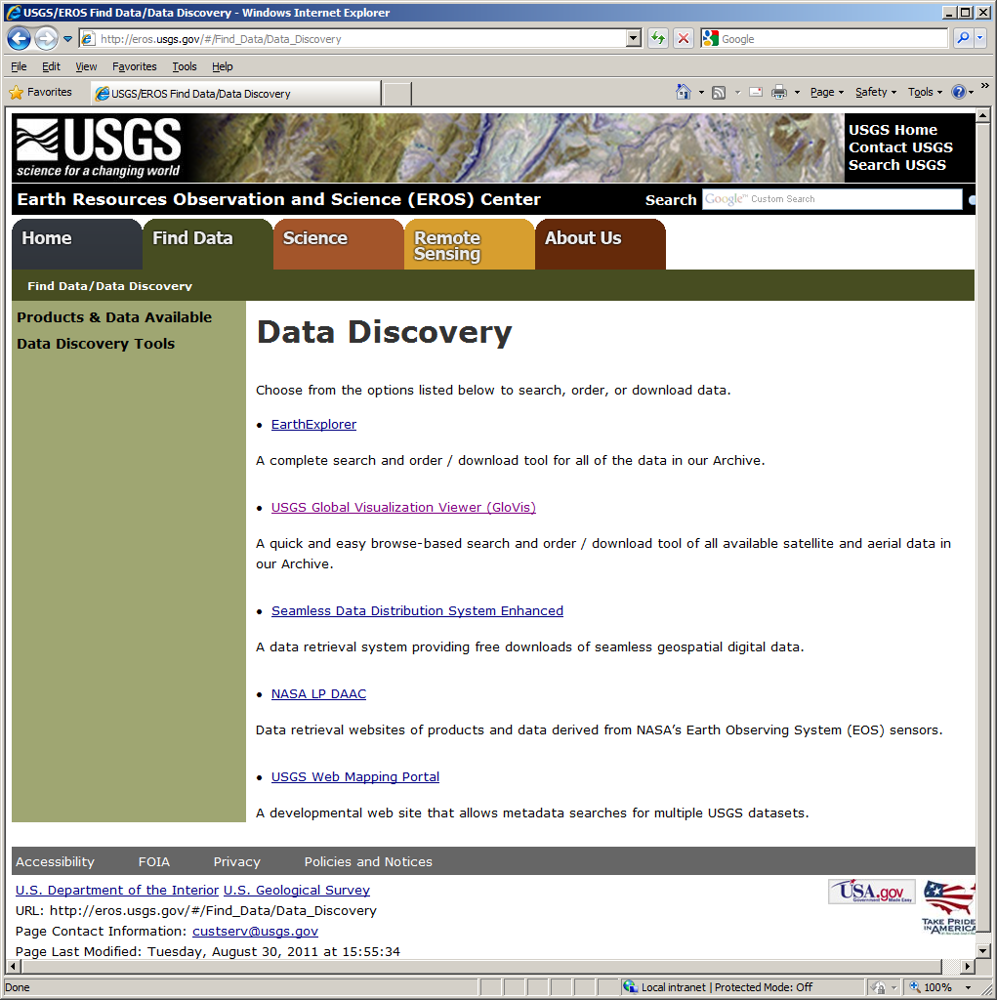 USGS/EROS Find Data/Data Discovery - Windows Internet Explorer
http://eros.usgs.gov/#/Find_Data/Data_Discovery
Google
File Edit View Favorites Tools Help
Favorites
USGS/EROS Find Data/Data Discovery
Page Safety Tools
USGS
science for a changing world
USGS Home
Contact USGS
Search USGS
Earth Resources Observation and Science (EROS) Center
Search
Google™ Custom Search
Home
Find Data
Science
Remote
Sensing
About Us
Find Data/Data Discovery
Products & Data Available
Data Discovery Tools
Data Discovery
Choose from the options listed below to search, order, or download data.
• EarthExplorer
A complete search and order / download tool for all of the data in our Archive.
• USGS Global Visualization Viewer (GloVis)
A quick and easy browse-based search and order / download tool of all available satellite and aerial data in
our Archive.
• Seamless Data Distribution System Enhanced
A data retrieval system providing free downloads of seamless geospatial digital data.
• NASA LP DAAC
Data retrieval websites of products and data derived from NASA’s Earth Observing System (EOS) sensors.
• USGS Web Mapping Portal
A developmental web site that allows metadata searches for multiple USGS datasets.
Accessibility FOIA Privacy Policies and Notices
U.S. Department of the Interior U.S. Geological Survey
URL: http://eros.usgs.gov/#/Find_Data/Data_Discovery
Page Contact Information: custserv@usgs.gov
Page Last Modified: Tuesday, August 30, 2011 at 15:55:34
USA.gov
Government Made Easy
TAKE PRIDE
IN AMERICA
Done
Local intranet | Protected Mode: Off
100%